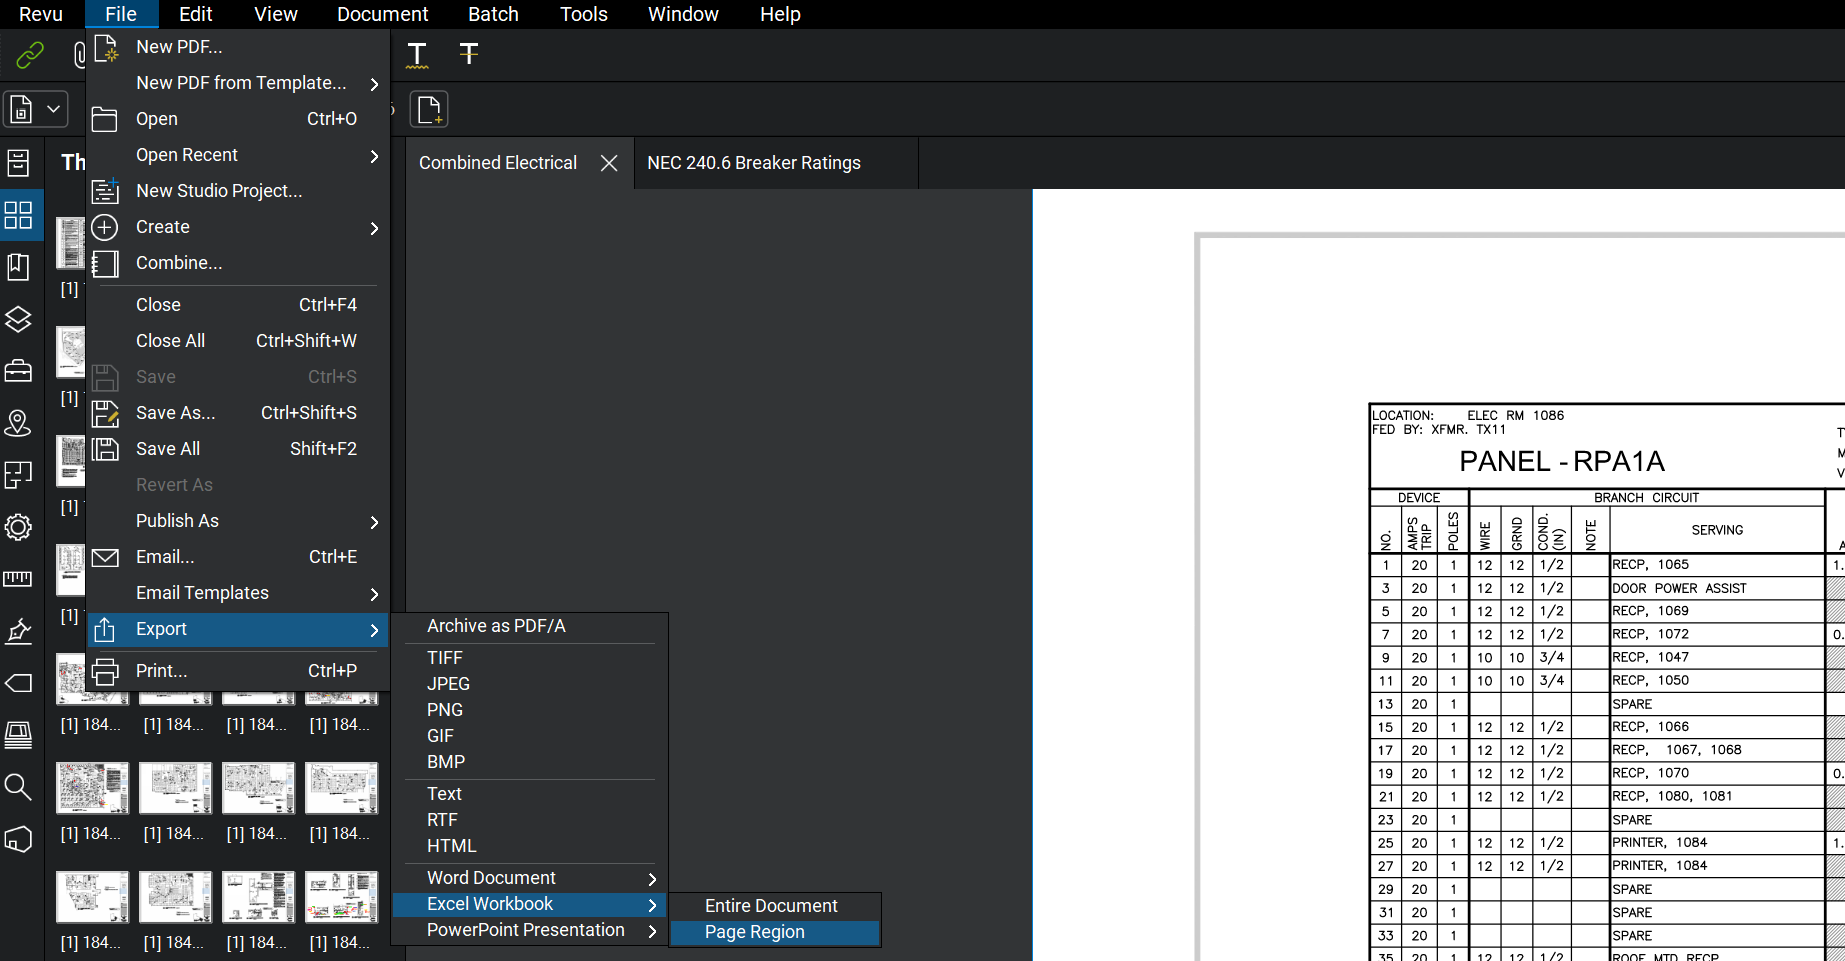 Revu File Edit View Document Batch Tools Window Help
New PDF...
New PDF from Template...
Open Ctrl+O
Open Recent
New Studio Project...
Create
Combine...
Close Ctrl+F4
Close All Ctrl+Shift+W
Save Ctrl+S
Save As... Ctrl+Shift+S
Save All Shift+F2
Revert As
Publish As
Email... Ctrl+E
Email Templates
Export
Print... Ctrl+P
Archive as PDF/A
TIFF
JPEG
PNG
GIF
BMP
Text
RTF
HTML
Word Document
Excel Workbook
PowerPoint Presentation
Entire Document
Page Region
Th
[1]
[1]
[1]
[1]
[1] 184... [1] 184... [1] 184... [1] 184...
[1] 184... [1] 184... [1] 184... [1] 184...
[1] 184... [1] 184... [1] 184... [1] 184...
Combined Electrical NEC 240.6 Breaker Ratings
LOCATION: ELEC RM 1086
FED BY: XFMR. TX11
PANEL - RPA1A
DEVICE BRANCH CIRCUIT
NO. AMPS TRIP POLES WIRE GRND COND. (IN) NOTE SERVING
1 20 1 12 12 1/2 RECP, 1065 1.
3 20 1 12 12 1/2 DOOR POWER ASSIST
5 20 1 12 12 1/2 RECP, 1069
7 20 1 12 12 1/2 RECP, 1072 0.
9 20 1 10 10 3/4 RECP, 1047
11 20 1 10 10 3/4 RECP, 1050
13 20 1 SPARE
15 20 1 12 12 1/2 RECP, 1066
17 20 1 12 12 1/2 RECP, 1067, 1068
19 20 1 12 12 1/2 RECP, 1070 0.
21 20 1 12 12 1/2 RECP, 1080, 1081
23 20 1 SPARE
25 20 1 12 12 1/2 PRINTER, 1084 1.
27 20 1 12 12 1/2 PRINTER, 1084
29 20 1 SPARE
31 20 1 SPARE
33 20 1 SPARE
35 20 1 12 12 1/2 ROOF MTD RECP